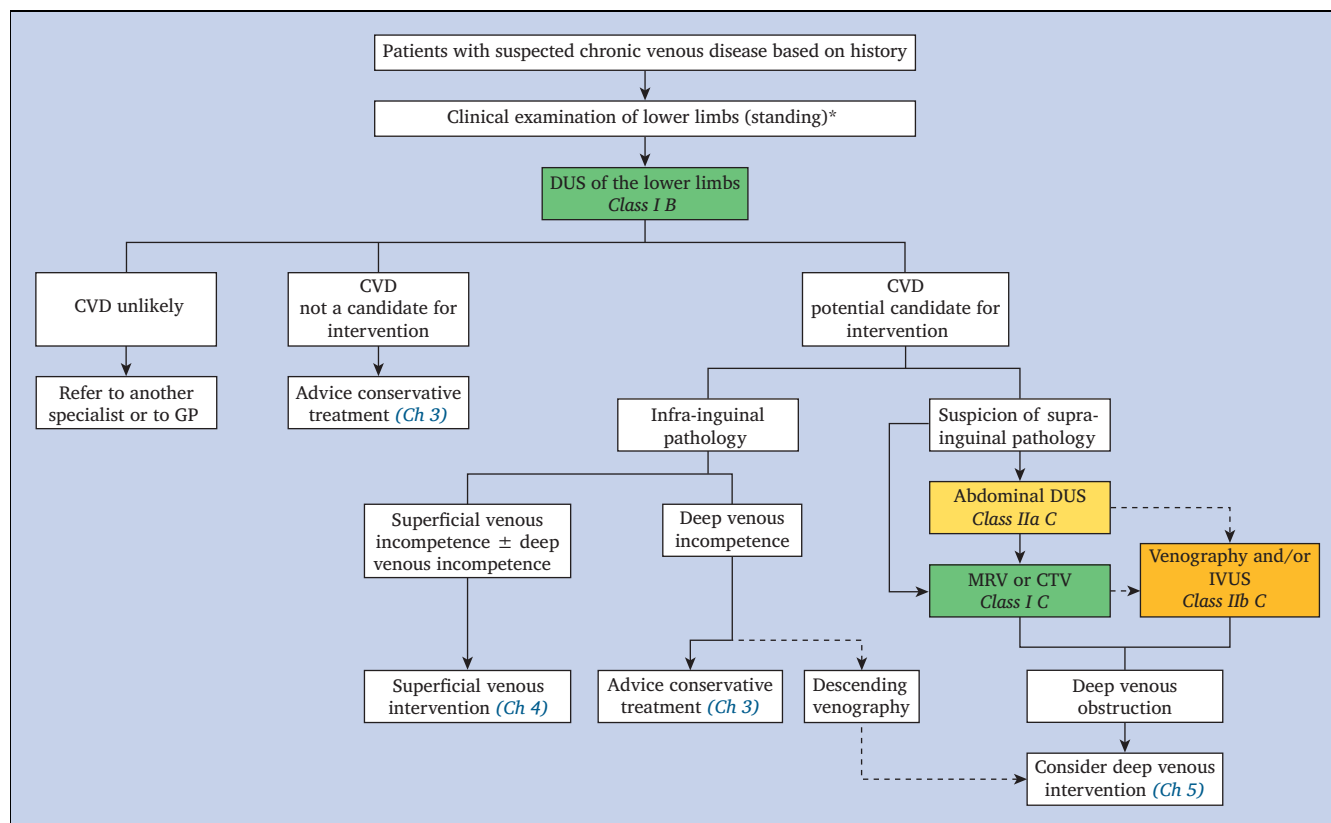 Patients with suspected chronic venous disease based on history
Clinical examination of lower limbs (standing)*
DUS of the lower limbs
Class I B
CVD unlikely
CVD
not a candidate for
intervention
CVD
potential candidate for
intervention
Refer to another
specialist or to GP
Advice conservative
treatment (Ch 3)
Infra-inguinal
pathology
Suspicion of supra-
inguinal pathology
Superficial venous
incompetence ± deep
venous incompetence
Deep venous
incompetence
Abdominal DUS
Class IIa C
Venography and/or
IVUS
Class IIb C
MRV or CTV
Class I C
Superficial venous
intervention (Ch 4)
Advice conservative
treatment (Ch 3)
Descending
venography
Deep venous
obstruction
Consider deep venous
intervention (Ch 5)